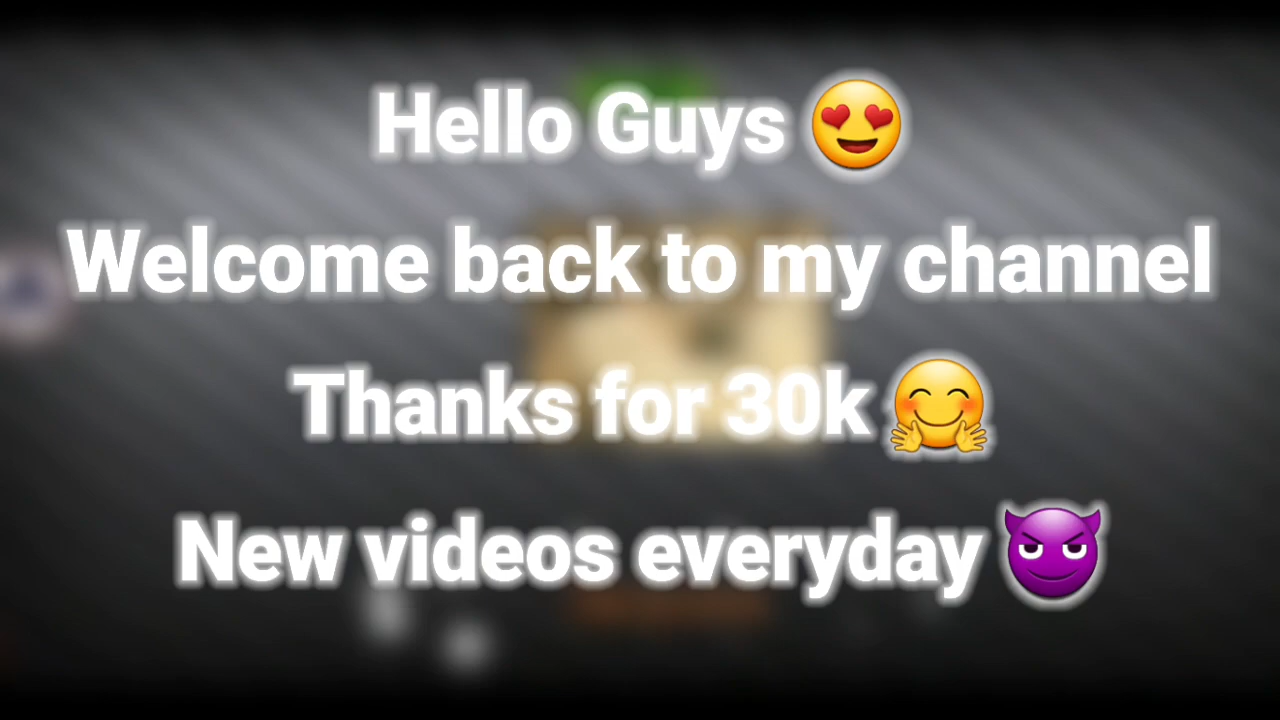 Hello Guys 😍
Welcome back to my channel
Thanks for 30k 🤗
New videos everyday 😈